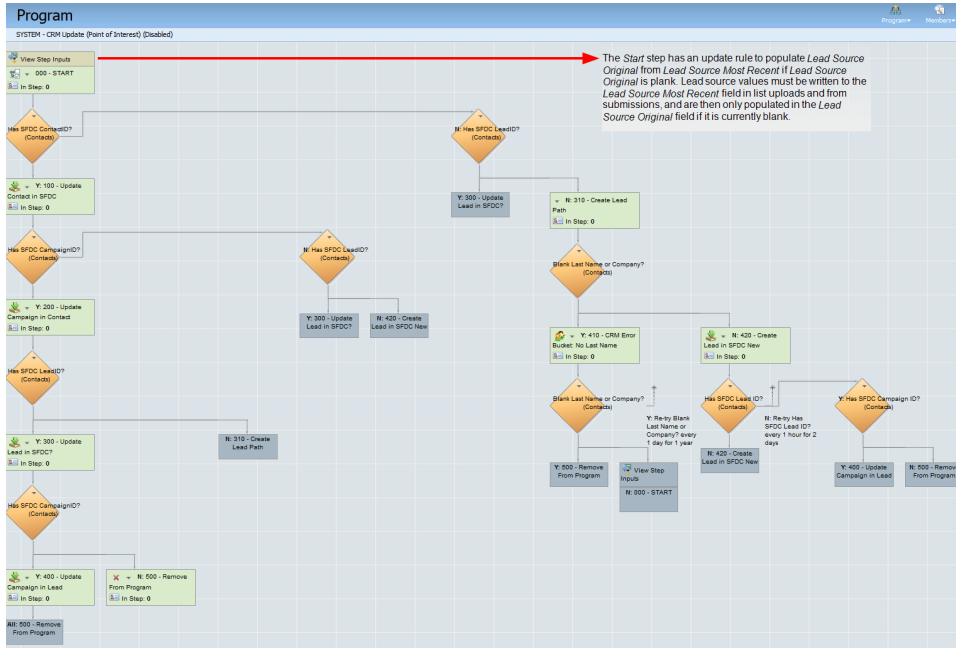 Program
Program▾
Members▾
SYSTEM - CRM Update (Point of Interest) (Disabled)
View Step Inputs
000 - START
In Step: 0
The Start step has an update rule to populate Lead Source
Original from Lead Source Most Recent if Lead Source
Original is plank. Lead source values must be written to the
Lead Source Most Recent field in list uploads and from
submissions, and are then only populated in the Lead
Source Original field if it is currently blank.
Has SFDC ContactID?
(Contacts)
N: Has SFDC LeadID?
(Contacts)
Y: 100 - Update
Contact in SFDC
In Step: 0
Y: 300 - Update
Lead in SFDC?
N: 310 - Create Lead
Path
In Step: 0
Has SFDC CampaignID?
(Contacts)
N: Has SFDC LeadID?
(Contacts)
Blank Last Name or Company?
(Contacts)
Y: 200 - Update
Campaign in Contact
In Step: 0
Y: 300 - Update
Lead in SFDC?
N: 420 - Create
Lead in SFDC New
Y: 410 - CRM Error
Bucket: No Last Name
In Step: 0
N: 420 - Create
Lead in SFDC New
In Step: 0
Has SFDC LeadID?
(Contacts)
Blank Last Name or Company?
(Contacts)
Y: Re-try Blank
Last Name or
Company? every
1 day for 1 year
Has SFDC Lead ID?
(Contacts)
N: Re-try Has
SFDC Lead ID?
every 1 hour for 2
days
Y: Has SFDC Campaign ID?
(Contacts)
Y: 300 - Update
Lead in SFDC?
In Step: 0
N: 310 - Create
Lead Path
Y: 500 - Remove
From Program
View Step
Inputs
N: 000 - START
N: 420 - Create
Lead in SFDC New
Y: 400 - Update
Campaign in Lead
N: 500 - Remov
From Program
Has SFDC CampaignID?
(Contacts)
Y: 400 - Update
Campaign in Lead
In Step: 0
N: 500 - Remove
From Program
In Step: 0
All: 500 - Remove
From Program